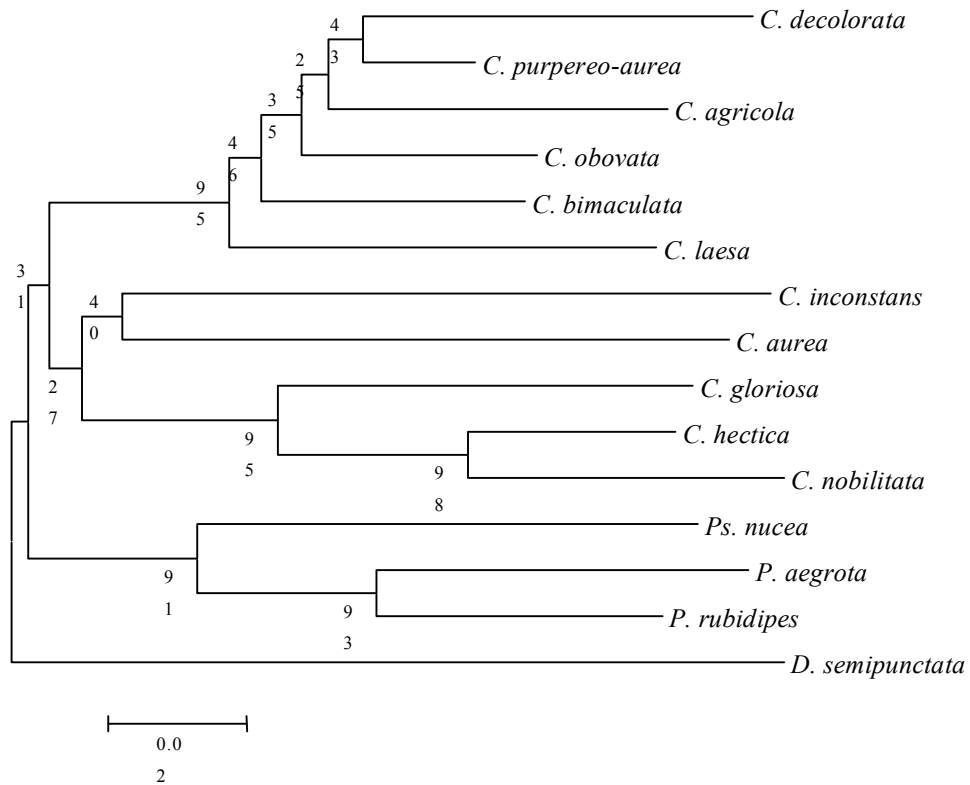 C. decolorata
4
3
C. purpereo-aurea
2
5
C. agricola
3
5
C. obovata
4
6
C. bimaculata
9
5
C. laesa
3
1
C. inconstans
4
0
C. aurea
2
7
C. gloriosa
C. hectica
9
5
C. nobilitata
9
8
Ps. nucea
P. aegrota
9
1
P. rubidipes
9
3
D. semipunctata
0.0
2